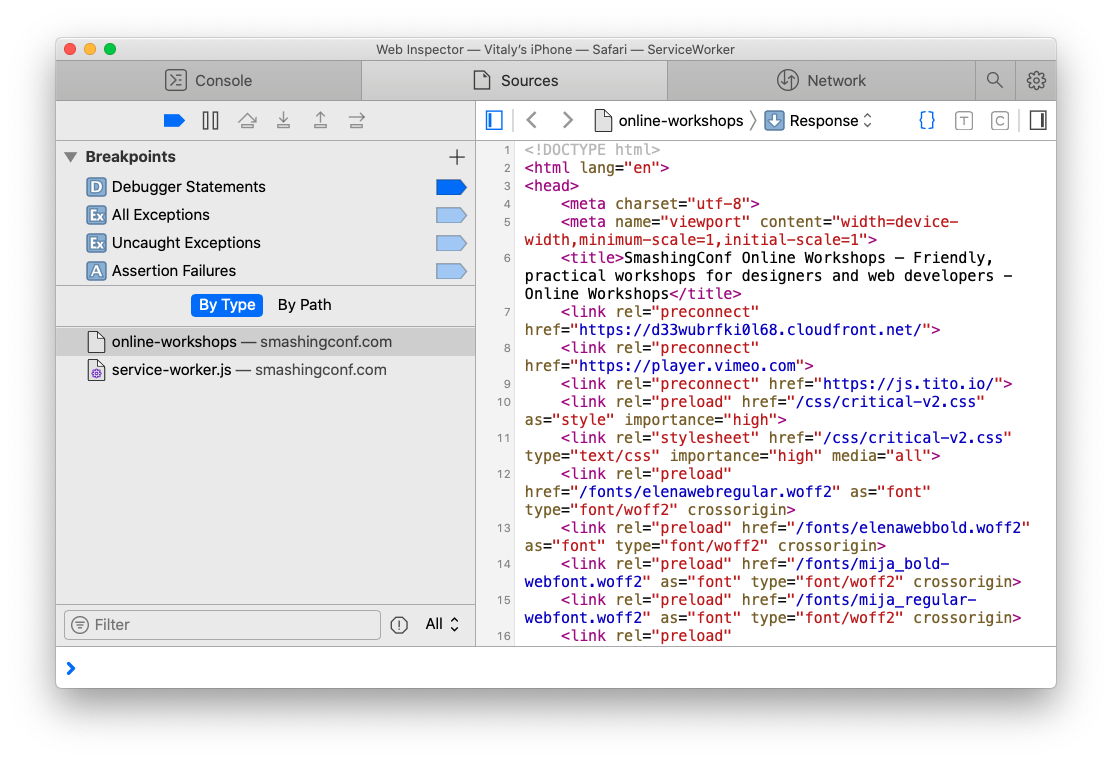 Web Inspector — Vitaly’s iPhone — Safari — ServiceWorker
Console
Sources
Network
online-workshops
Response
{}
T
C
Breakpoints
D Debugger Statements
Ex All Exceptions
Ex Uncaught Exceptions
A Assertion Failures
By Type
By Path
online-workshops — smashingconf.com
service-worker.js — smashingconf.com
Filter
All
1 <!DOCTYPE html>
2 <html lang="en">
3 <head>
4 <meta charset="utf-8">
5 <meta name="viewport" content="width=device-
width,minimum-scale=1,initial-scale=1">
6 <title>SmashingConf Online Workshops — Friendly,
practical workshops for designers and web developers —
Online Workshops</title>
7 <link rel="preconnect"
href="https://d33wubrfki0l68.cloudfront.net/">
8 <link rel="preconnect"
href="https://player.vimeo.com">
9 <link rel="preconnect" href="https://js.tito.io/">
10 <link rel="preload" href="/css/critical-v2.css"
as="style" importance="high">
11 <link rel="stylesheet" href="/css/critical-v2.css"
type="text/css" importance="high" media="all">
12 <link rel="preload"
href="/fonts/elenawebregular.woff2" as="font"
type="font/woff2" crossorigin>
13 <link rel="preload" href="/fonts/elenawebbold.woff2"
as="font" type="font/woff2" crossorigin>
14 <link rel="preload" href="/fonts/mija_bold-
webfont.woff2" as="font" type="font/woff2" crossorigin>
15 <link rel="preload" href="/fonts/mija_regular-
webfont.woff2" as="font" type="font/woff2" crossorigin>
16 <link rel="preload"